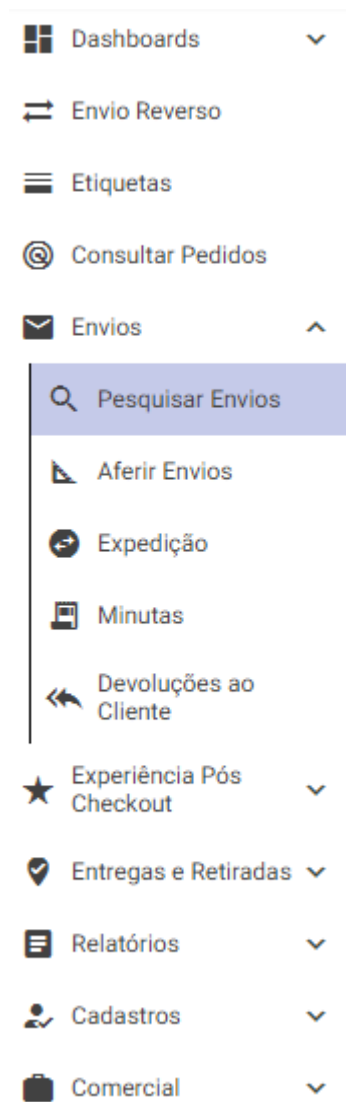 Dashboards
Envio Reverso
Etiquetas
Consultar Pedidos
Envios
Pesquisar Envios
Aferir Envios
Expedição
Minutas
Devoluções ao
Cliente
Experiência Pós
Checkout
Entregas e Retiradas
Relatórios
Cadastros
Comercial